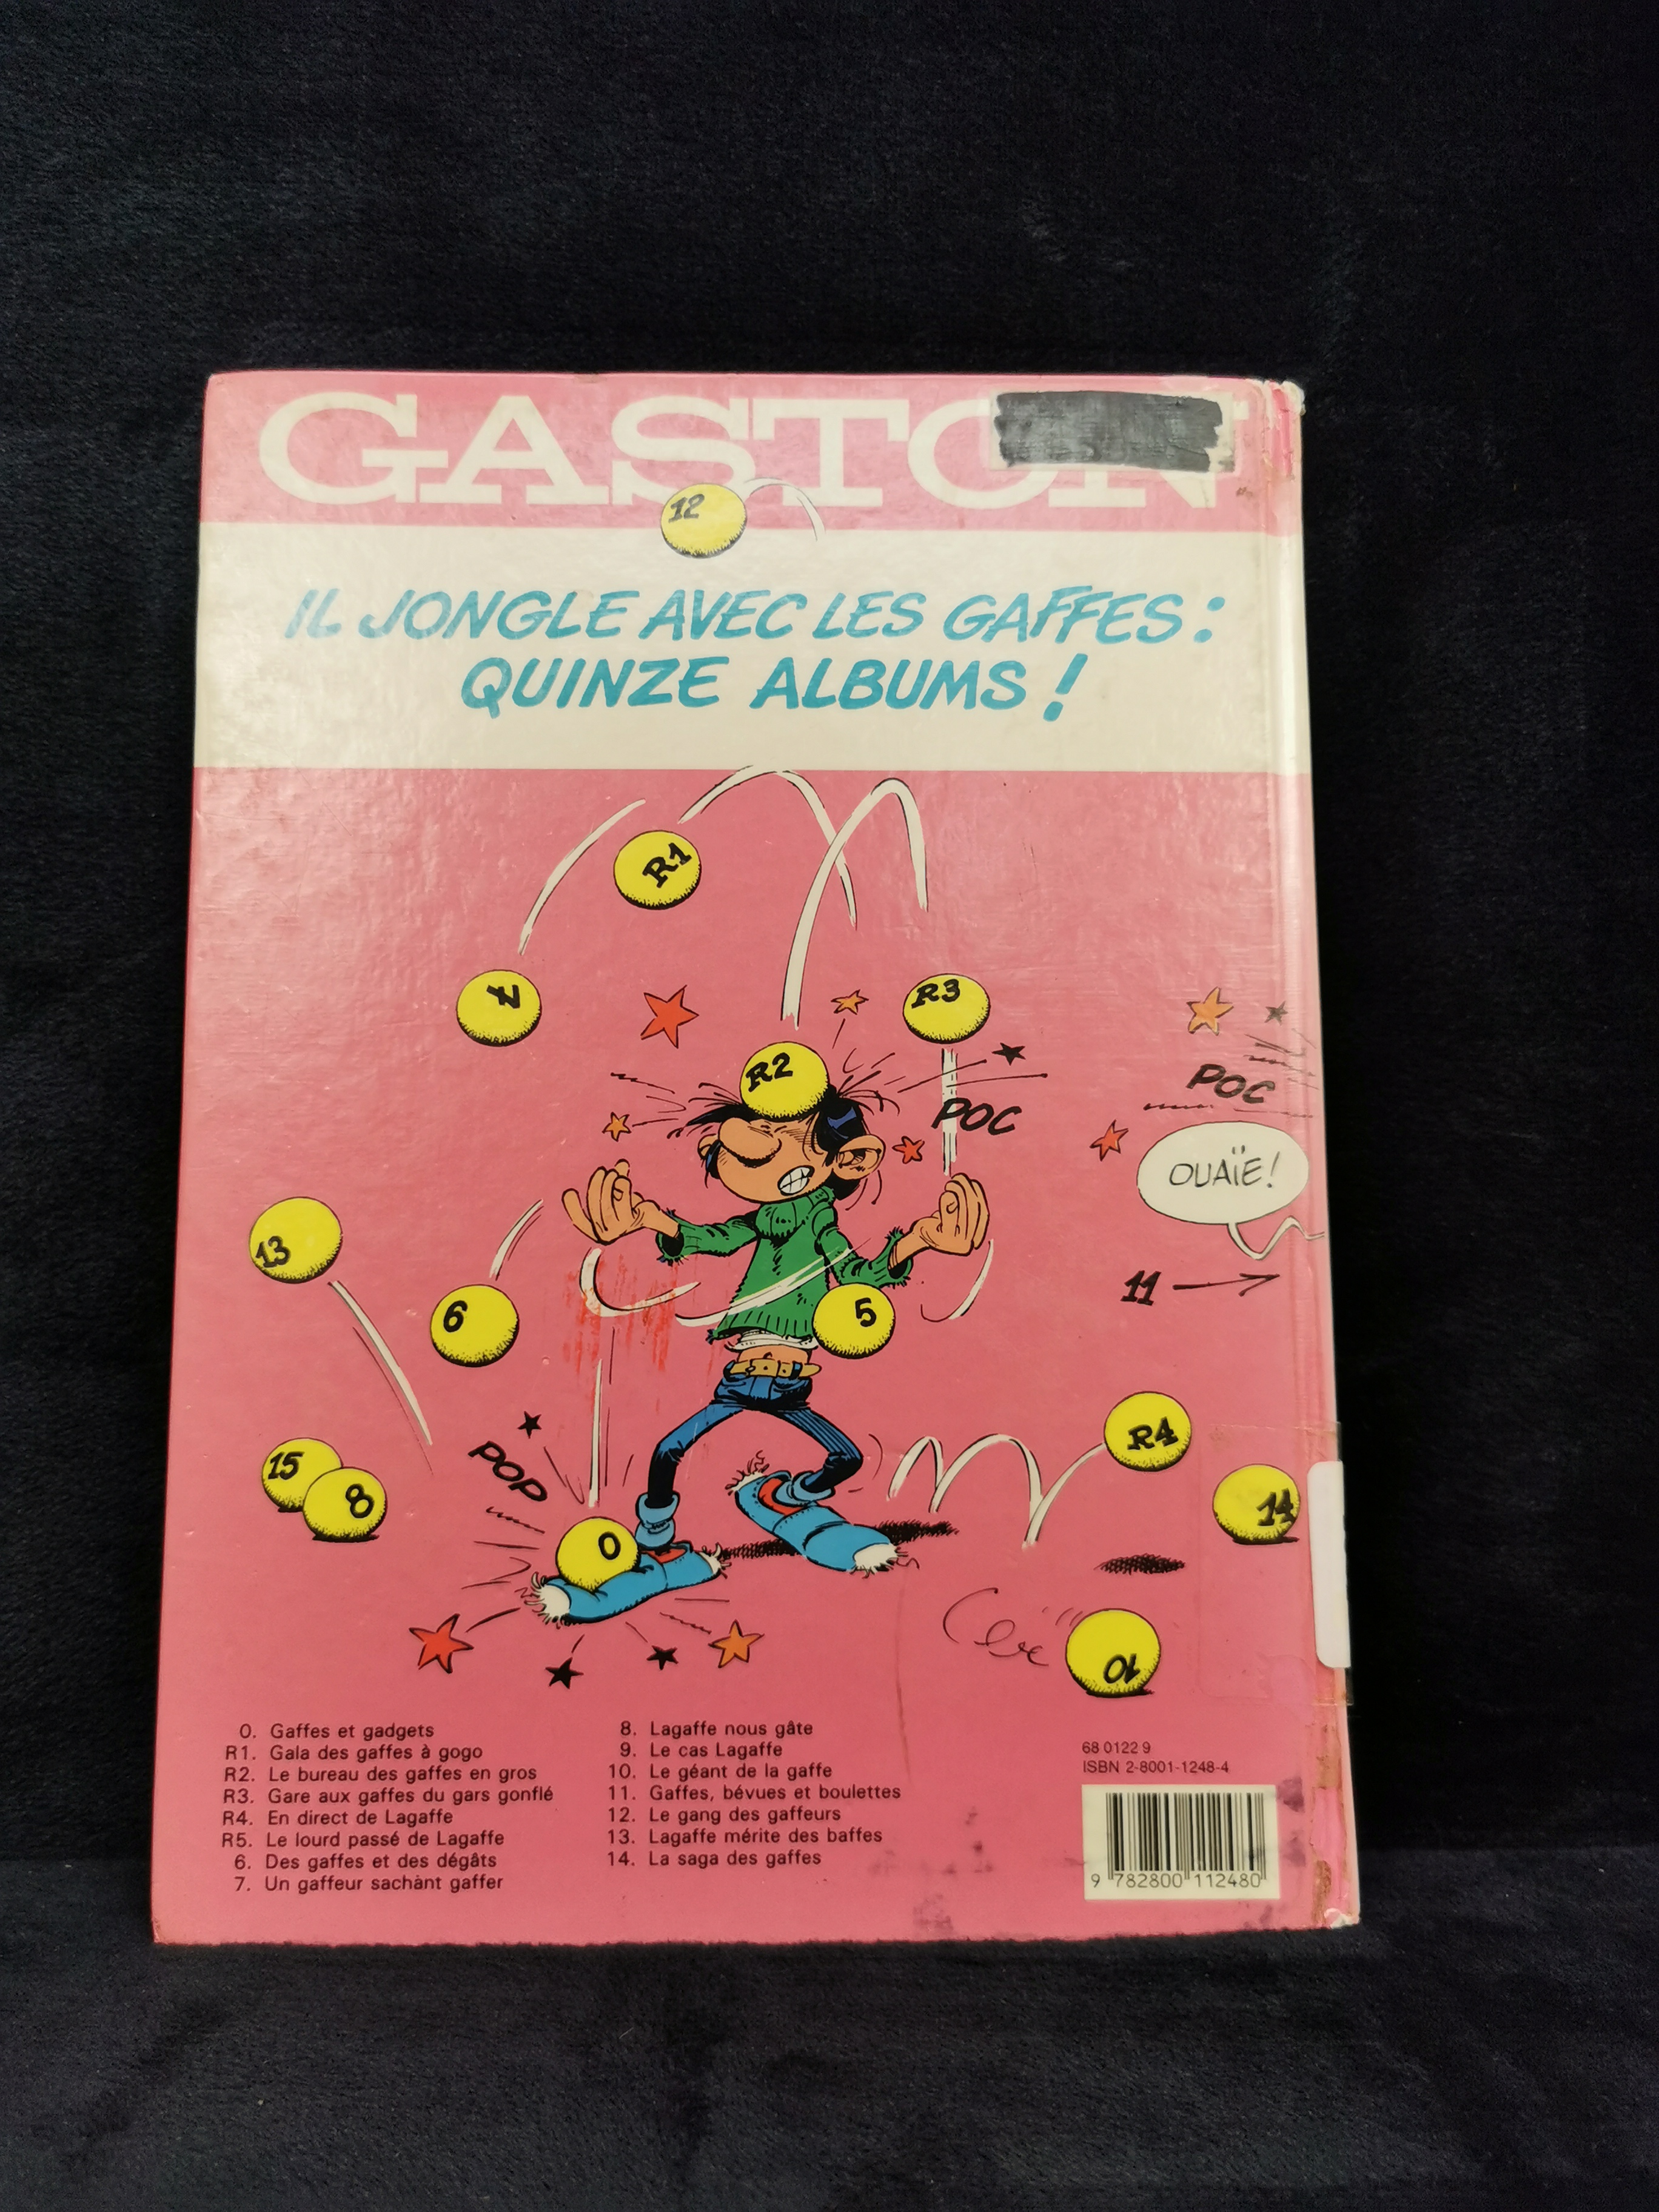 GASTON
12
IL JONGLE AVEC LES GAFFES :
QUINZE ALBUMS !
R1
7
R3
R2
POC
POC
OUAÏE !
13
6
5
11
R4
15
8
POP
14
0
10
0. Gaffes et gadgets
R1. Gala des gaffes à gogo
R2. Le bureau des gaffes en gros
R3. Gare aux gaffes du gars gonflé
R4. En direct de Lagaffe
R5. Le lourd passé de Lagaffe
6. Des gaffes et des dégâts
7. Un gaffeur sachànt gaffer
8. Lagaffe nous gâte
9. Le cas Lagaffe
10. Le géant de la gaffe
11. Gaffes, bévues et boulettes
12. Le gang des gaffeurs
13. Lagaffe mérite des baffes
14. La saga des gaffes
68 0122 9
ISBN 2-8001-1248-4
9 782800 112480